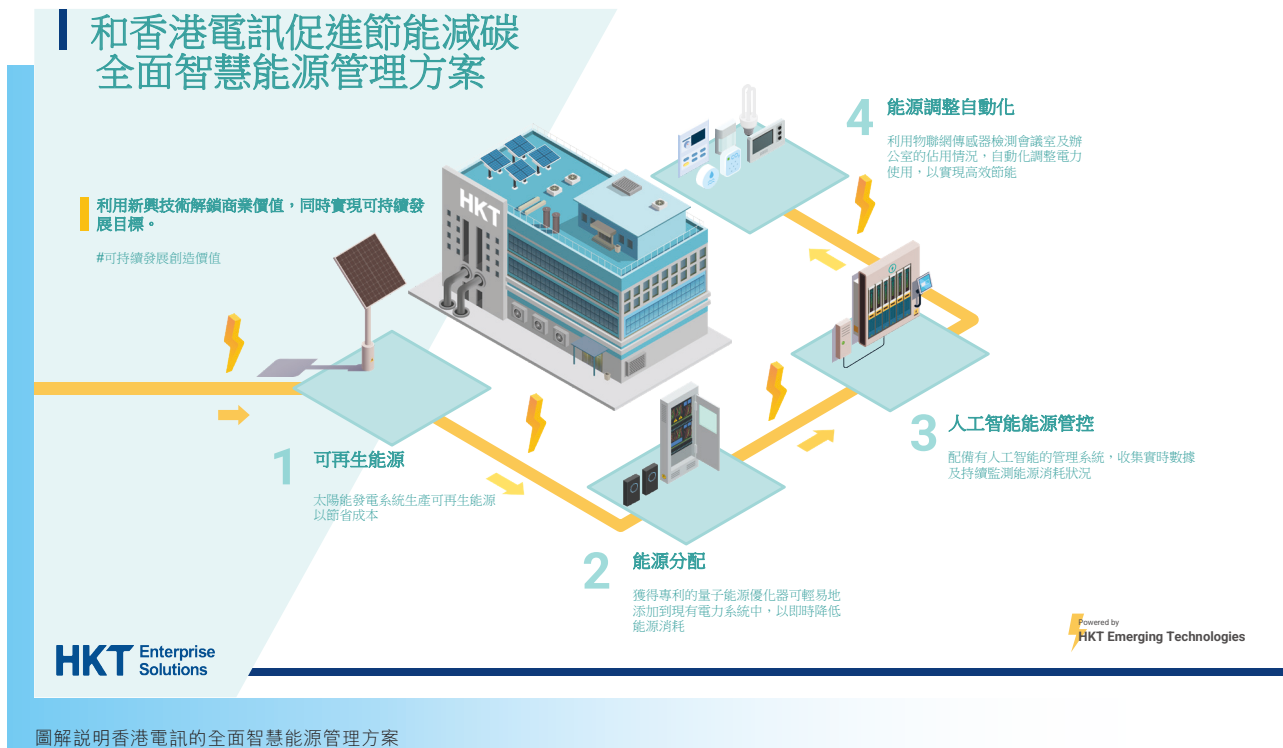 和香港電訊促進節能減碳
全面智慧能源管理方案
利用新興技術解鎖商業價值，同時實現可持續發
展目標。
#可持續發展創造價值
HKT
1
可再生能源
太陽能發電系統生產可再生能源
以節省成本
2
能源分配
獲得專利的量子能源優化器可輕易地
添加到現有電力系統中，以即時降低
能源消耗
3
人工智能能源管控
配備有人工智能的管理系統，收集實時數據
及持續監測能源消耗狀況
4
能源調整自動化
利用物聯網傳感器檢測會議室及辦
公室的佔用情況，自動化調整電力
使用，以實現高效節能
HKT Enterprise
Solutions
Powered by
HKT Emerging Technologies
圖解説明香港電訊的全面智慧能源管理方案